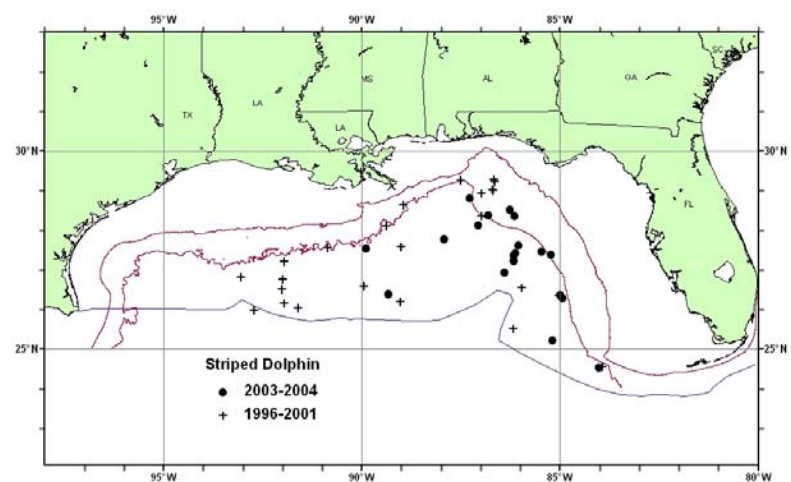 95°W 90°W 85°W 80°W
SC
MS AL GA
LA
TX
LA
30°N 30°N
FL
25°N 25°N
Striped Dolphin
2003-2004
1996-2001
95°W 90°W 85°W 80°W